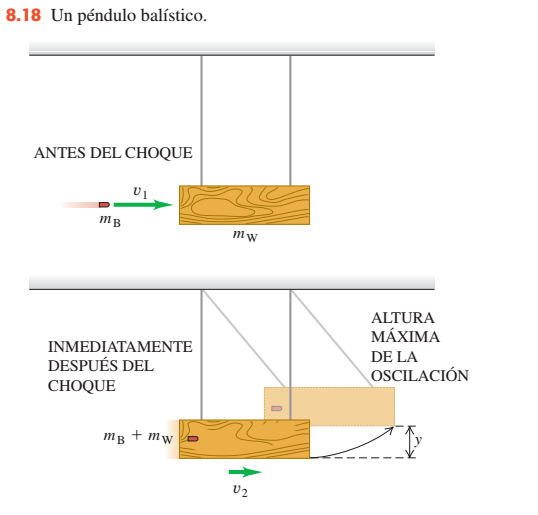 8.18 Un péndulo balístico.
ANTES DEL CHOQUE
v1
mB
mW
INMEDIATAMENTE
DESPUÉS DEL
CHOQUE
ALTURA
MÁXIMA
DE LA
OSCILACIÓN
mB + mW
y
v2